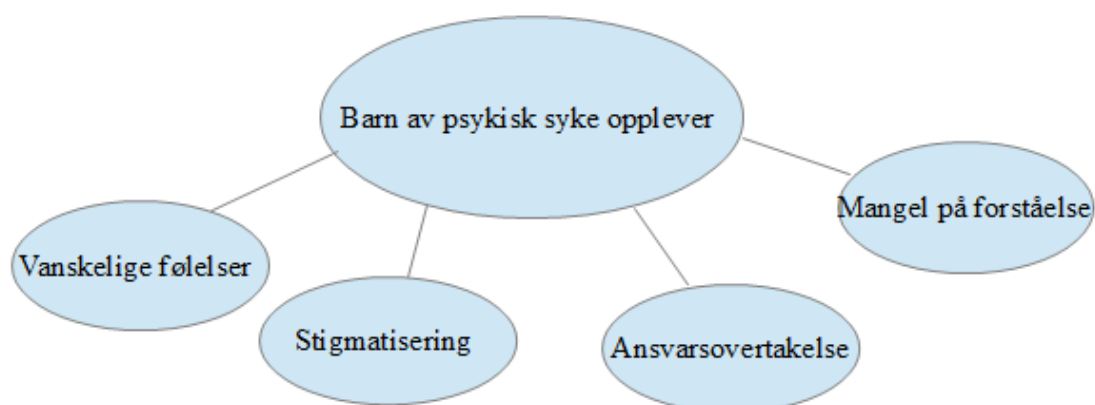 Barn av psykisk syke opplever
Mangel på forståelse
Vanskelige følelser
Stigmatisering
Ansvarsovertakelse